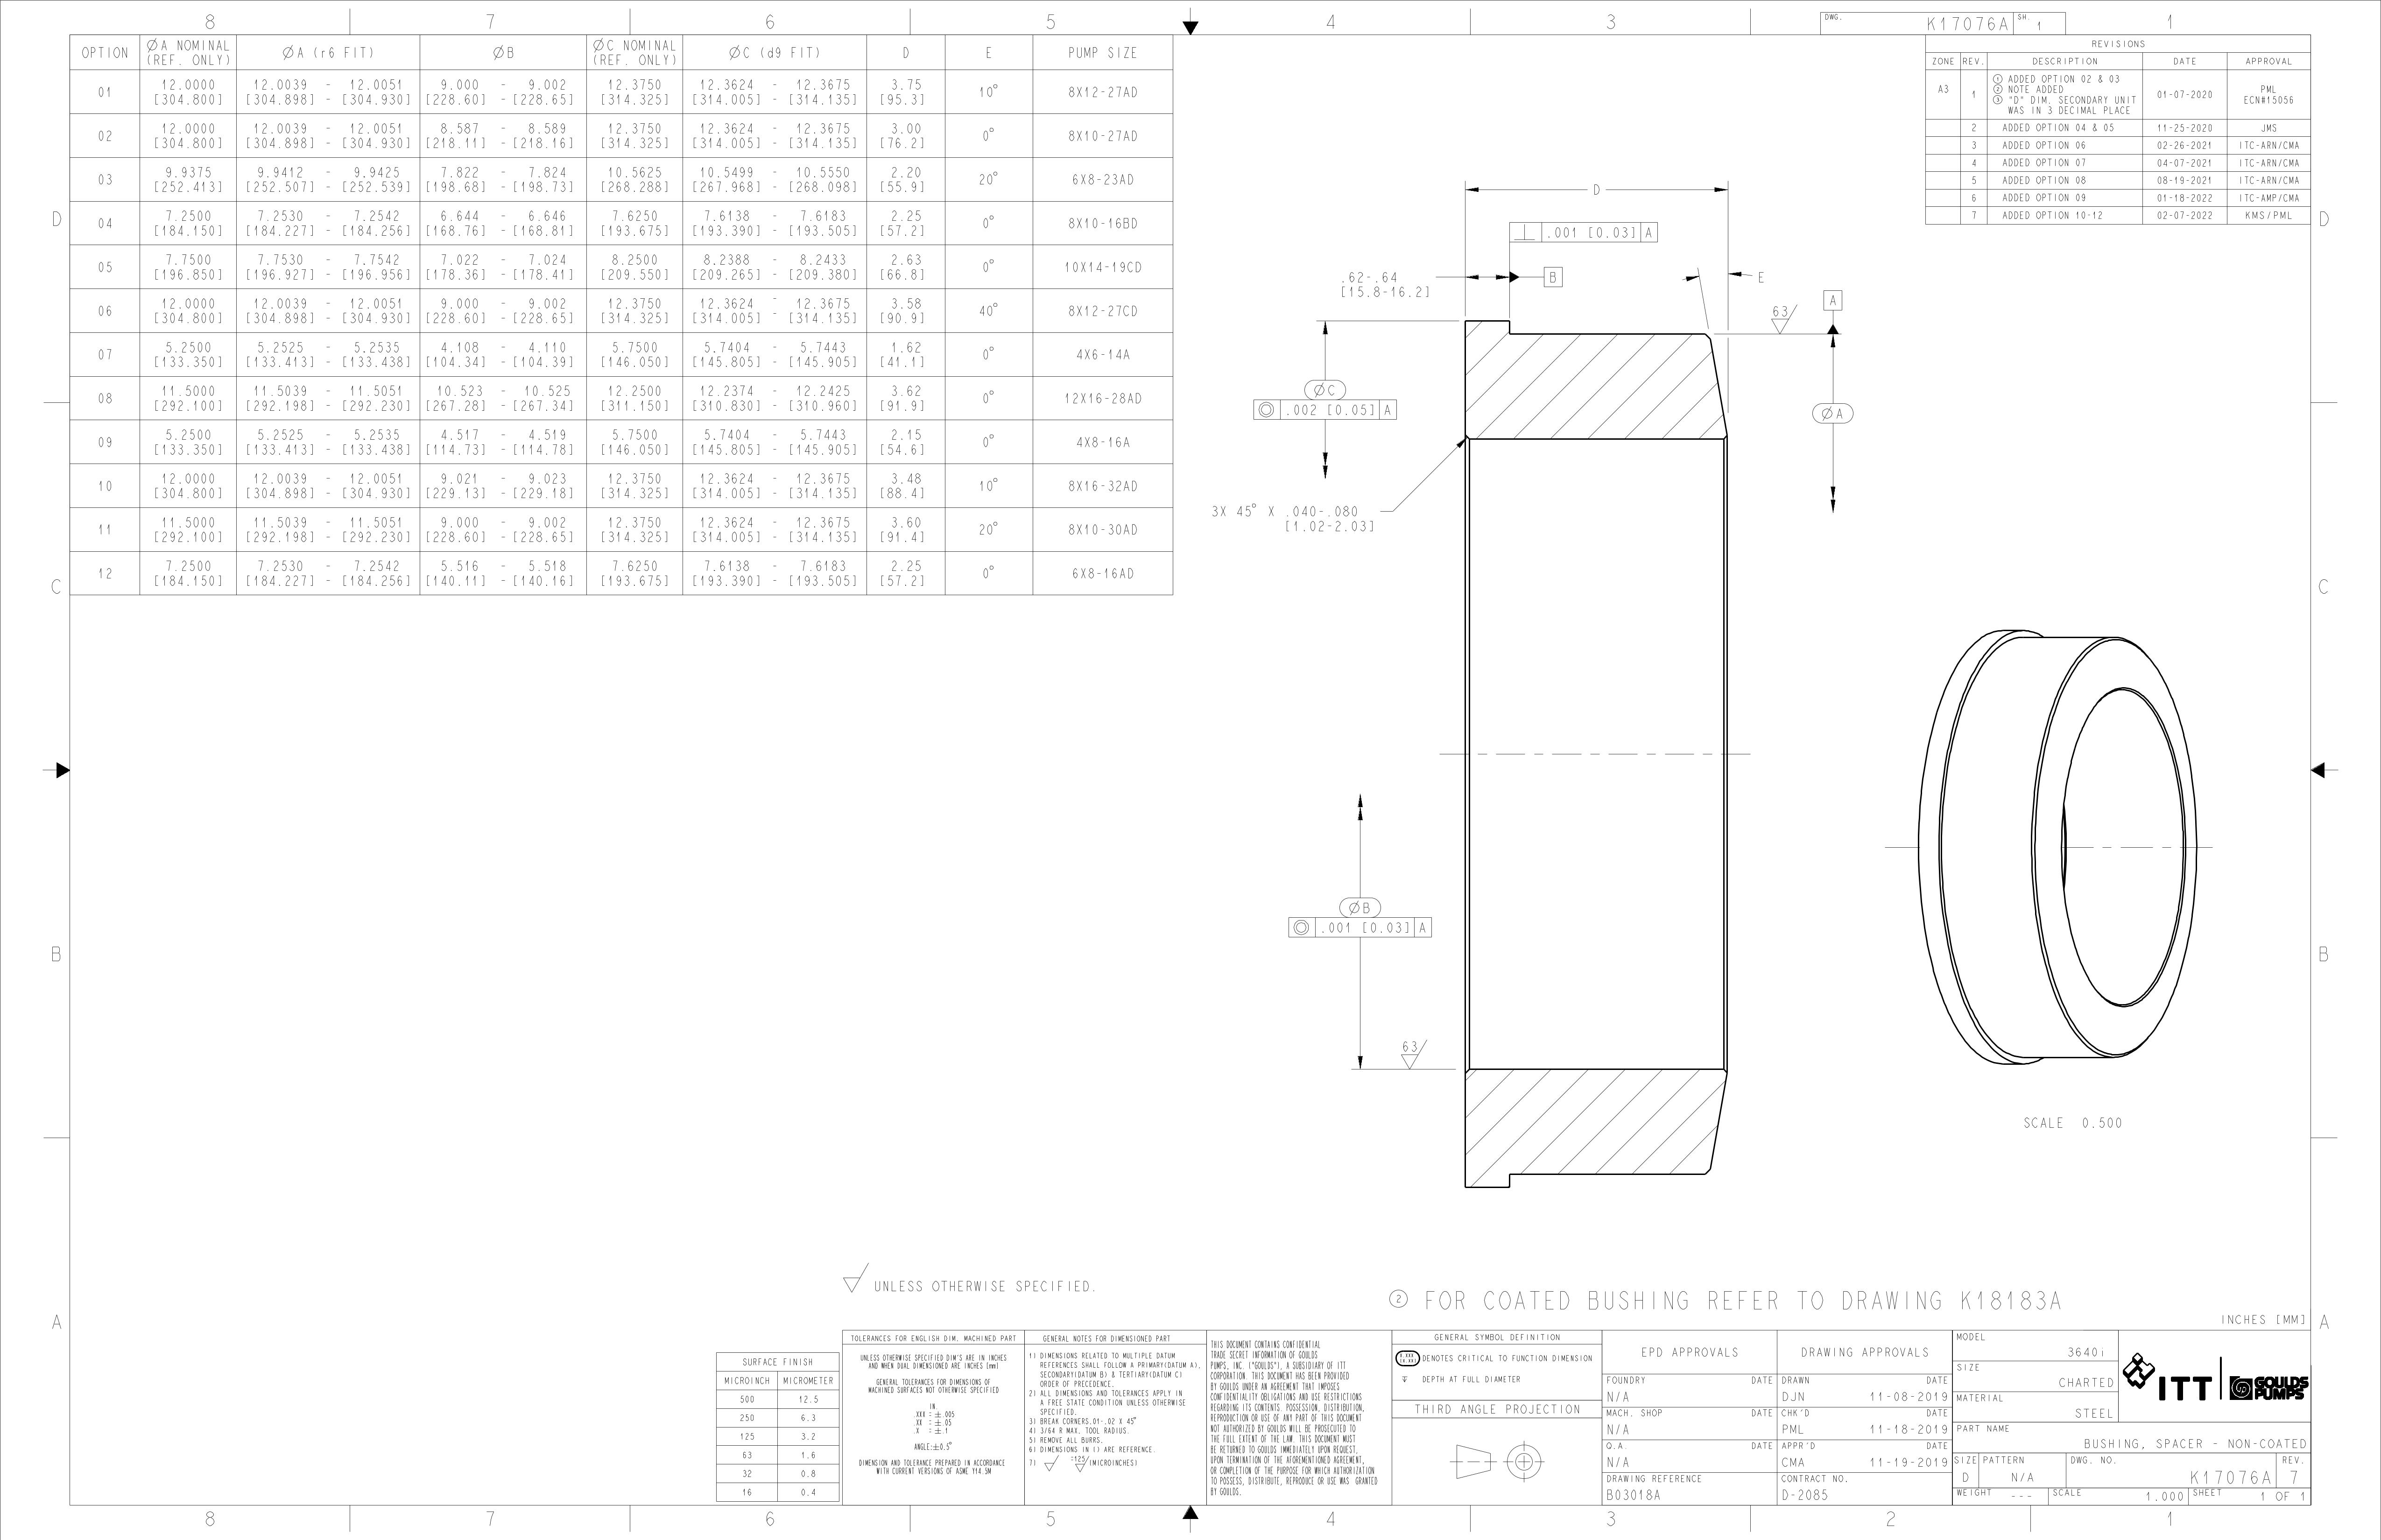 8 7 6 5 4 3 1
DWG. K17076A SH. 1
OPTION ØA NOMINAL (REF. ONLY) ØA (r6 FIT) ØB ØC NOMINAL (REF. ONLY) ØC (d9 FIT) D E PUMP SIZE
01 12.0000 12.0039 - 12.0051 9.000 - 9.002 12.3750 12.3624 - 12.3675 3.75 10° 8X12-27AD
[304.800] [304.898] - [304.930] [228.60] - [228.65] [314.325] [314.005] - [314.135] [95.3]
02 12.0000 12.0039 - 12.0051 8.587 - 8.589 12.3750 12.3624 - 12.3675 3.00 0° 8X10-27AD
[304.800] [304.898] - [304.930] [218.11] - [218.16] [314.325] [314.005] - [314.135] [76.2]
03 9.9375 9.9412 - 9.9425 7.822 - 7.824 10.5625 10.5499 - 10.5550 2.20 20° 6X8-23AD
[252.413] [252.507] - [252.539] [198.68] - [198.73] [268.288] [267.968] - [268.098] [55.9]
04 7.2500 7.2530 - 7.2542 6.644 - 6.646 7.6250 7.6138 - 7.6183 2.25 0° 8X10-16BD
[184.150] [184.227] - [184.256] [168.76] - [168.81] [193.675] [193.390] - [193.505] [57.2]
05 7.7500 7.7530 - 7.7542 7.022 - 7.024 8.2500 8.2388 - 8.2433 2.63 0° 10X14-19CD
[196.850] [196.927] - [196.956] [178.36] - [178.41] [209.550] [209.265] - [209.380] [66.8]
06 12.0000 12.0039 - 12.0051 9.000 - 9.002 12.3750 12.3624 - 12.3675 3.58 40° 8X12-27CD
[304.800] [304.898] - [304.930] [228.60] - [228.65] [314.325] [314.005] - [314.135] [90.9]
07 5.2500 5.2525 - 5.2535 4.108 - 4.110 5.7500 5.7404 - 5.7443 1.62 0° 4X6-14A
[133.350] [133.413] - [133.438] [104.34] - [104.39] [146.050] [145.805] - [145.905] [41.1]
08 11.5000 11.5039 - 11.5051 10.523 - 10.525 12.2500 12.2374 - 12.2425 3.62 0° 12X16-28AD
[292.100] [292.198] - [292.230] [267.28] - [267.34] [311.150] [310.830] - [310.960] [91.9]
09 5.2500 5.2525 - 5.2535 4.517 - 4.519 5.7500 5.7404 - 5.7443 2.15 0° 4X8-16A
[133.350] [133.413] - [133.438] [114.73] - [114.78] [146.050] [145.805] - [145.905] [54.6]
10 12.0000 12.0039 - 12.0051 9.021 - 9.023 12.3750 12.3624 - 12.3675 3.48 10° 8X16-32AD
[304.800] [304.898] - [304.930] [229.13] - [229.18] [314.325] [314.005] - [314.135] [88.4]
11 11.5000 11.5039 - 11.5051 9.000 - 9.002 12.3750 12.3624 - 12.3675 3.60 20° 8X10-30AD
[292.100] [292.198] - [292.230] [228.60] - [228.65] [314.325] [314.005] - [314.135] [91.4]
12 7.2500 7.2530 - 7.2542 5.516 - 5.518 7.6250 7.6138 - 7.6183 2.25 0° 6X8-16AD
[184.150] [184.227] - [184.256] [140.11] - [140.16] [193.675] [193.390] - [193.505] [57.2]
REVISIONS
ZONE REV. DESCRIPTION DATE APPROVAL
A3 1 ① ADDED OPTION 02 & 03
② NOTE ADDED
③ "D" DIM. SECONDARY UNIT
WAS IN 3 DECIMAL PLACE
01-07-2020 PML
ECN#15056
2 ADDED OPTION 04 & 05 11-25-2020 JMS
3 ADDED OPTION 06 02-26-2021 ITC-ARN/CMA
4 ADDED OPTION 07 04-07-2021 ITC-ARN/CMA
5 ADDED OPTION 08 08-19-2021 ITC-ARN/CMA
6 ADDED OPTION 09 01-18-2022 ITC-AMP/CMA
7 ADDED OPTION 10-12 02-07-2022 KMS/PML
D D
D
.001 [0.03] A
.62-.64
[15.8-16.2]
B
E
A
63
ØC
.002 [0.05] A
ØA
3X 45° X .040-.080
[1.02-2.03]
C C
ØB
.001 [0.03] A
63
B B
SCALE 0.500
UNLESS OTHERWISE SPECIFIED.
② FOR COATED BUSHING REFER TO DRAWING K18183A
INCHES [MM]
A A
SURFACE FINISH
MICROINCH MICROMETER
500 12.5
250 6.3
125 3.2
63 1.6
32 0.8
16 0.4
TOLERANCES FOR ENGLISH DIM. MACHINED PART
UNLESS OTHERWISE SPECIFIED DIM'S ARE IN INCHES
AND WHEN DUAL DIMENSIONED ARE INCHES [mm]
GENERAL TOLERANCES FOR DIMENSIONS OF
MACHINED SURFACES NOT OTHERWISE SPECIFIED
IN.
.XXX = ± .005
.XX = ± .05
.X = ± .1
ANGLE:±0.5°
DIMENSION AND TOLERANCE PREPARED IN ACCORDANCE
WITH CURRENT VERSIONS OF ASME Y14.5M
GENERAL NOTES FOR DIMENSIONED PART
1) DIMENSIONS RELATED TO MULTIPLE DATUM
REFERENCES SHALL FOLLOW A PRIMARY(DATUM A),
SECONDARY(DATUM B) & TERTIARY(DATUM C)
ORDER OF PRECEDENCE.
2) ALL DIMENSIONS AND TOLERANCES APPLY IN
A FREE STATE CONDITION UNLESS OTHERWISE
SPECIFIED.
3) BREAK CORNERS.01-.02 X 45°
4) 3/64 R MAX. TOOL RADIUS.
5) REMOVE ALL BURRS.
6) DIMENSIONS IN () ARE REFERENCE.
7) =125 (MICROINCHES)
THIS DOCUMENT CONTAINS CONFIDENTIAL
TRADE SECRET INFORMATION OF GOULDS
PUMPS, INC. ("GOULDS"), A SUBSIDIARY OF ITT
CORPORATION. THIS DOCUMENT HAS BEEN PROVIDED
BY GOULDS UNDER AN AGREEMENT THAT IMPOSES
CONFIDENTIALITY OBLIGATIONS AND USE RESTRICTIONS
REGARDING ITS CONTENTS. POSSESSION, DISTRIBUTION,
REPRODUCTION OR USE OF ANY PART OF THIS DOCUMENT
NOT AUTHORIZED BY GOULDS WILL BE PROSECUTED TO
THE FULL EXTENT OF THE LAW. THIS DOCUMENT MUST
BE RETURNED TO GOULDS IMMEDIATELY UPON REQUEST,
UPON TERMINATION OF THE AFOREMENTIONED AGREEMENT,
OR COMPLETION OF THE PURPOSE FOR WHICH AUTHORIZATION
TO POSSESS, DISTRIBUTE, REPRODUCE OR USE WAS GRANTED
BY GOULDS.
GENERAL SYMBOL DEFINITION
DENOTES CRITICAL TO FUNCTION DIMENSION
DEPTH AT FULL DIAMETER
THIRD ANGLE PROJECTION
EPD APPROVALS
FOUNDRY DATE
N/A
MACH. SHOP DATE
N/A
Q.A. DATE
N/A
DRAWING REFERENCE
B03018A
DRAWING APPROVALS
DRAWN DATE
DJN 11-08-2019
CHK'D DATE
PML 11-18-2019
APPR'D DATE
CMA 11-19-2019
CONTRACT NO.
D-2085
MODEL
3640i
SIZE
CHARTED
MATERIAL
STEEL
ITT GOULDS PUMPS
PART NAME
BUSHING, SPACER - NON-COATED
SIZE PATTERN DWG. NO. REV.
D N/A K17076A 7
WEIGHT --- SCALE 1.000 SHEET 1 OF 1
8 7 6 5 4 3 2 1